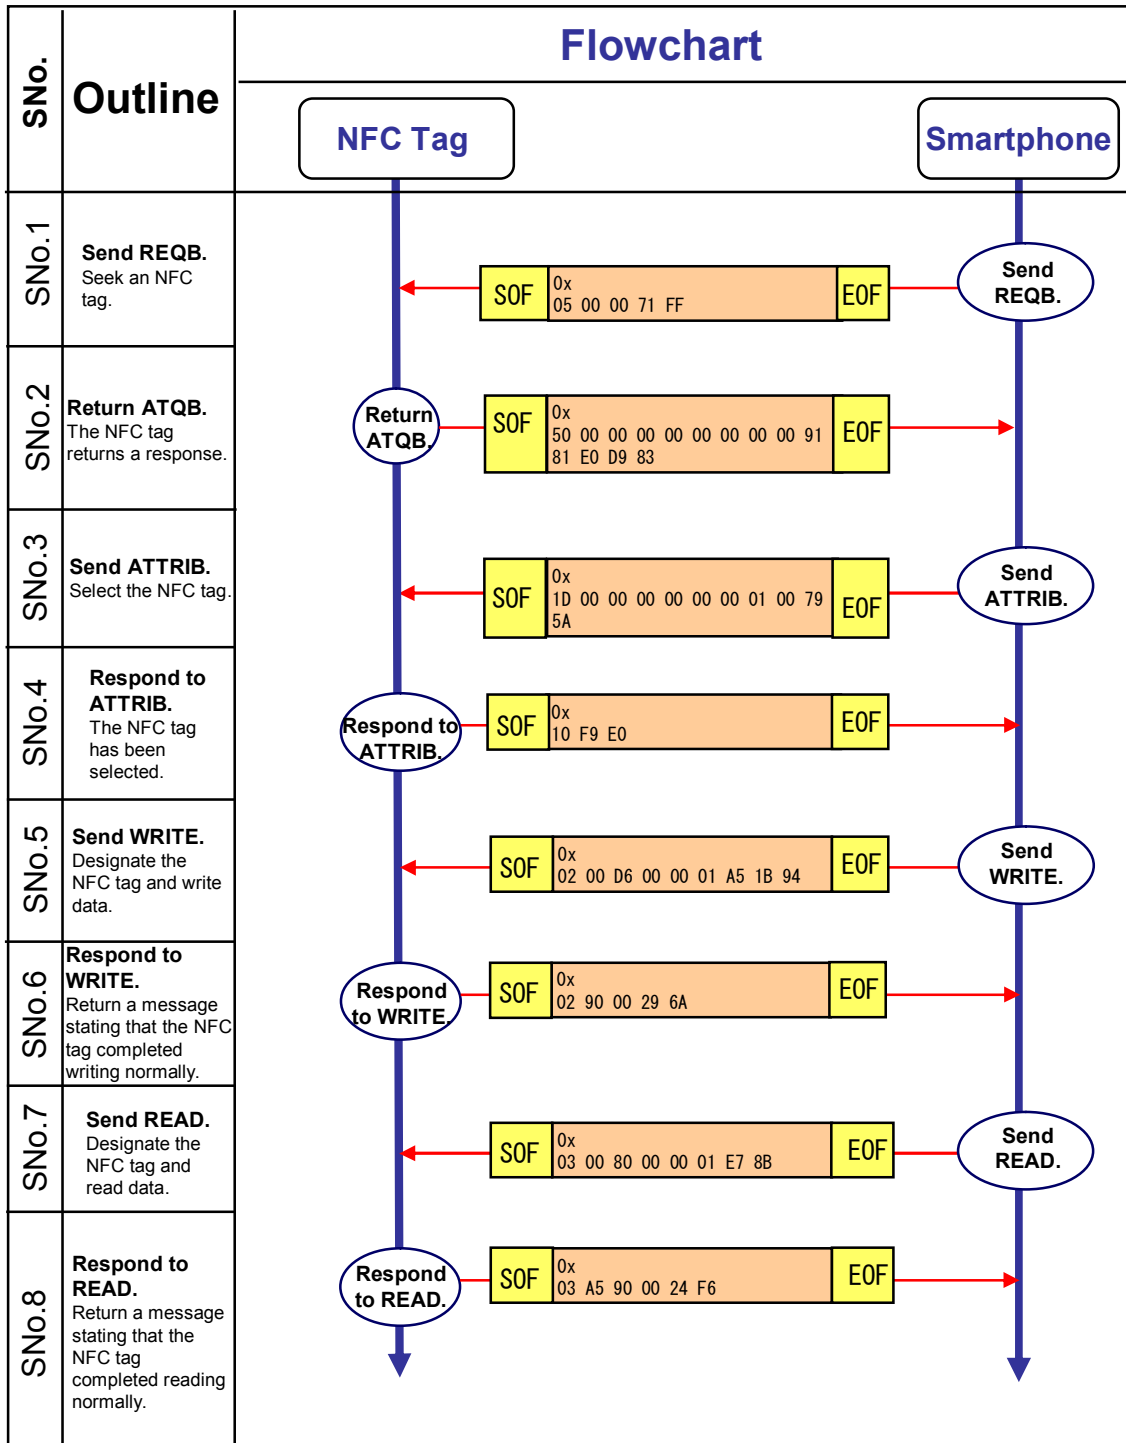 SNo.
Outline
Flowchart
NFC Tag
Smartphone
SNo.1
Send REQB.
Seek an NFC
tag.
SOF
0x
05 00 00 71 FF
EOF
Send
REQB.
SNo.2
Return ATQB.
The NFC tag
returns a response.
Return
ATQB.
SOF
0x
50 00 00 00 00 00 00 00 00 91
81 E0 D9 83
EOF
SNo.3
Send ATTRIB.
Select the NFC tag.
SOF
0x
1D 00 00 00 00 00 00 01 00 79
5A
EOF
Send
ATTRIB.
SNo.4
Respond to
ATTRIB.
The NFC tag
has been
selected.
Respond to
ATTRIB.
SOF
0x
10 F9 E0
EOF
SNo.5
Send WRITE.
Designate the
NFC tag and write
data.
SOF
0x
02 00 D6 00 00 01 A5 1B 94
EOF
Send
WRITE.
SNo.6
Respond to
WRITE.
Return a message
stating that the NFC
tag completed
writing normally.
Respond
to WRITE.
SOF
0x
02 90 00 29 6A
EOF
SNo.7
Send READ.
Designate the
NFC tag and
read data.
SOF
0x
03 00 80 00 00 01 E7 8B
EOF
Send
READ.
SNo.8
Respond to
READ.
Return a message
stating that the
NFC tag
completed reading
normally.
Respond
to READ.
SOF
0x
03 A5 90 00 24 F6
EOF